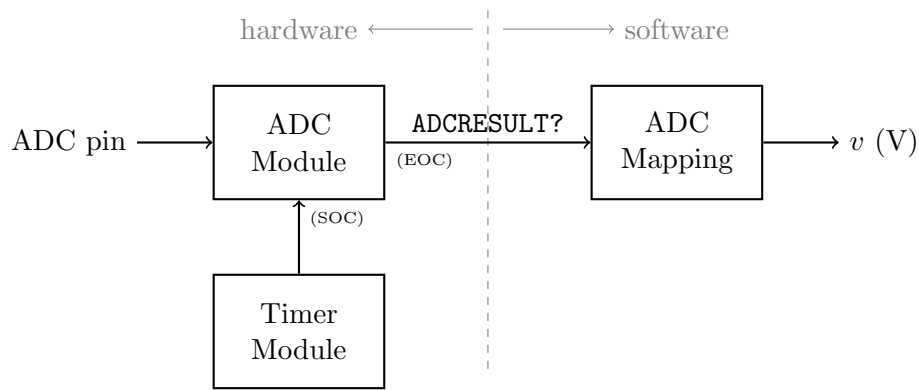 hardware
software
ADC pin
ADC
Module
ADCRESULT?
(EOC)
ADC
Mapping
v (V)
(SOC)
Timer
Module